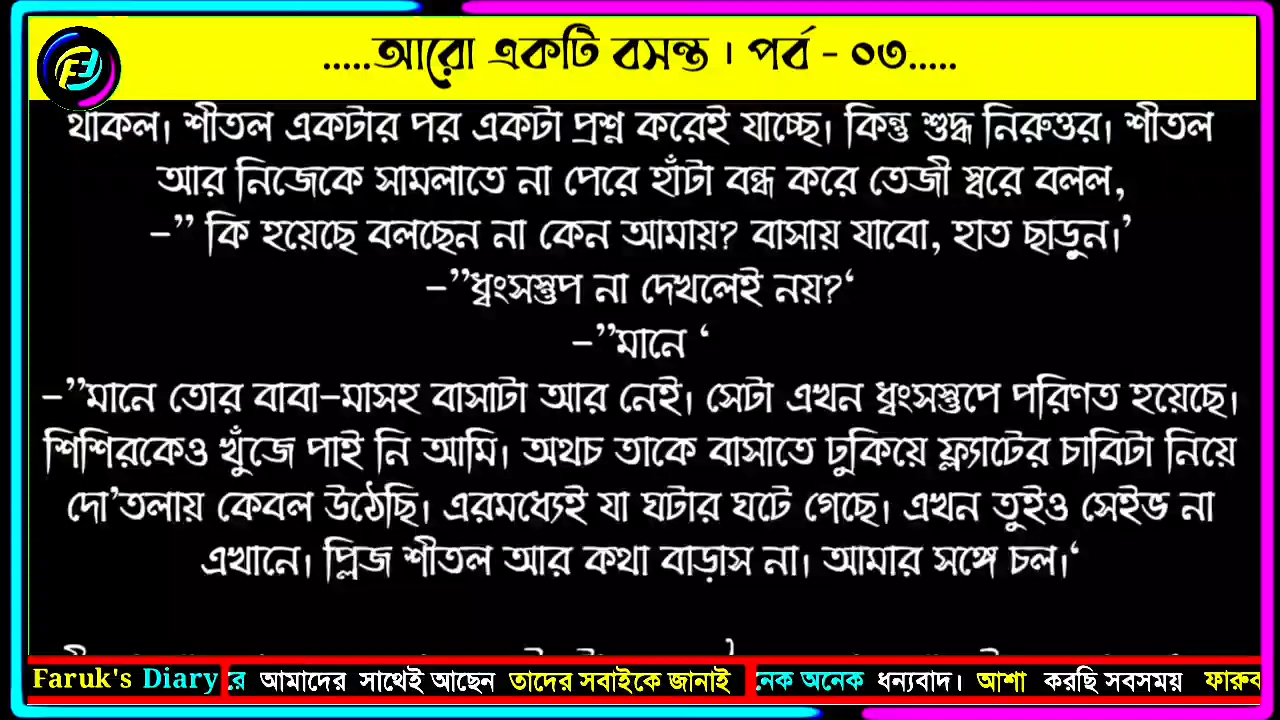 .....আরো একটি বসন্ত । পর্ব - ০৩.....
থাকল। শীতল একটার পর একটা প্রশ্ন করেই যাচ্ছে। কিন্তু শুদ্ধ নিরুত্তর। শীতল
আর নিজেকে সামলাতে না পেরে হাঁটা বন্ধ করে তেজী স্বরে বলল,
-” কি হয়েছে বলছেন না কেন আমায়? বাসায় যাবো, হাত ছাড়ুন।’
-”ধ্বংসস্তুপ না দেখলেই নয়?‘
-”মানে ‘
-”মানে তোর বাবা-মাসহ বাসাটা আর নেই। সেটা এখন ধ্বংসস্তুপে পরিণত হয়েছে।
শিশিরকেও খুঁজে পাই নি আমি। অথচ তাকে বাসাতে ঢুকিয়ে ফ্ল্যাটের চাবিটা নিয়ে
দো’তলায় কেবল উঠেছি। এরমধ্যেই যা ঘটার ঘটে গেছে। এখন তুইও সেইভ না
এখানে। প্লিজ শীতল আর কথা বাড়াস না। আমার সঙ্গে চল।‘
Faruk's Diary রে আমাদের সাথেই আছেন তাদের সবাইকে জানাই নেক অনেক ধন্যবাদ। আশা করছি সবসময় ফারুক